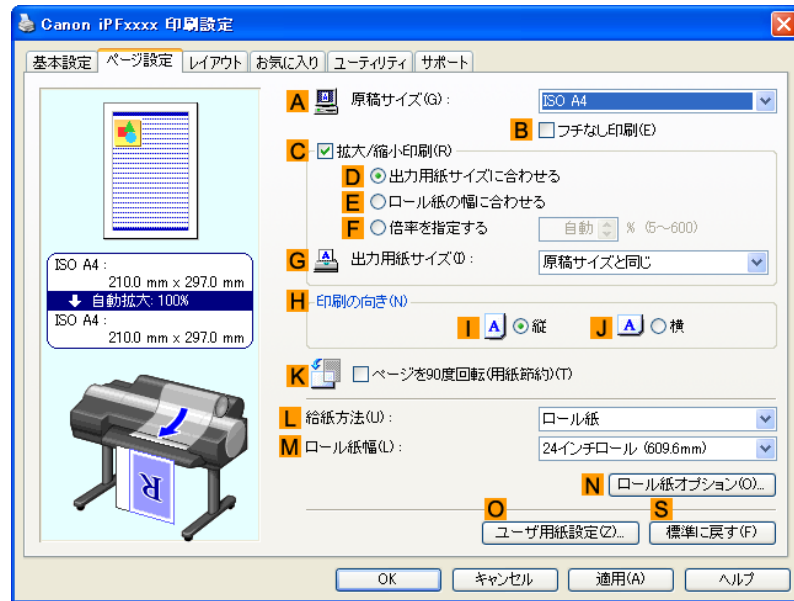 Canon iPFxxxx 印刷設定
基本設定 ページ設定 レイアウト お気に入り ユーティリティ サポート
A 原稿サイズ(G): ISO A4
B フチなし印刷(E)
C 拡大/縮小印刷(R)
D 出力用紙サイズに合わせる
E ロール紙の幅に合わせる
F 倍率を指定する 自動 % (5～600)
G 出力用紙サイズ(I): 原稿サイズと同じ
ISO A4 :
210.0 mm x 297.0 mm
自動拡大: 100%
ISO A4 :
210.0 mm x 297.0 mm
H 印刷の向き(N)
I A 縦 J A 横
K ページを90度回転(用紙節約)(T)
L 給紙方法(U): ロール紙
M ロール紙幅(L): 24インチロール (609.6mm)
N ロール紙オプション(O)...
R
O S
ユーザ用紙設定(Z)... 標準に戻す(F)
OK キャンセル 適用(A) ヘルプ